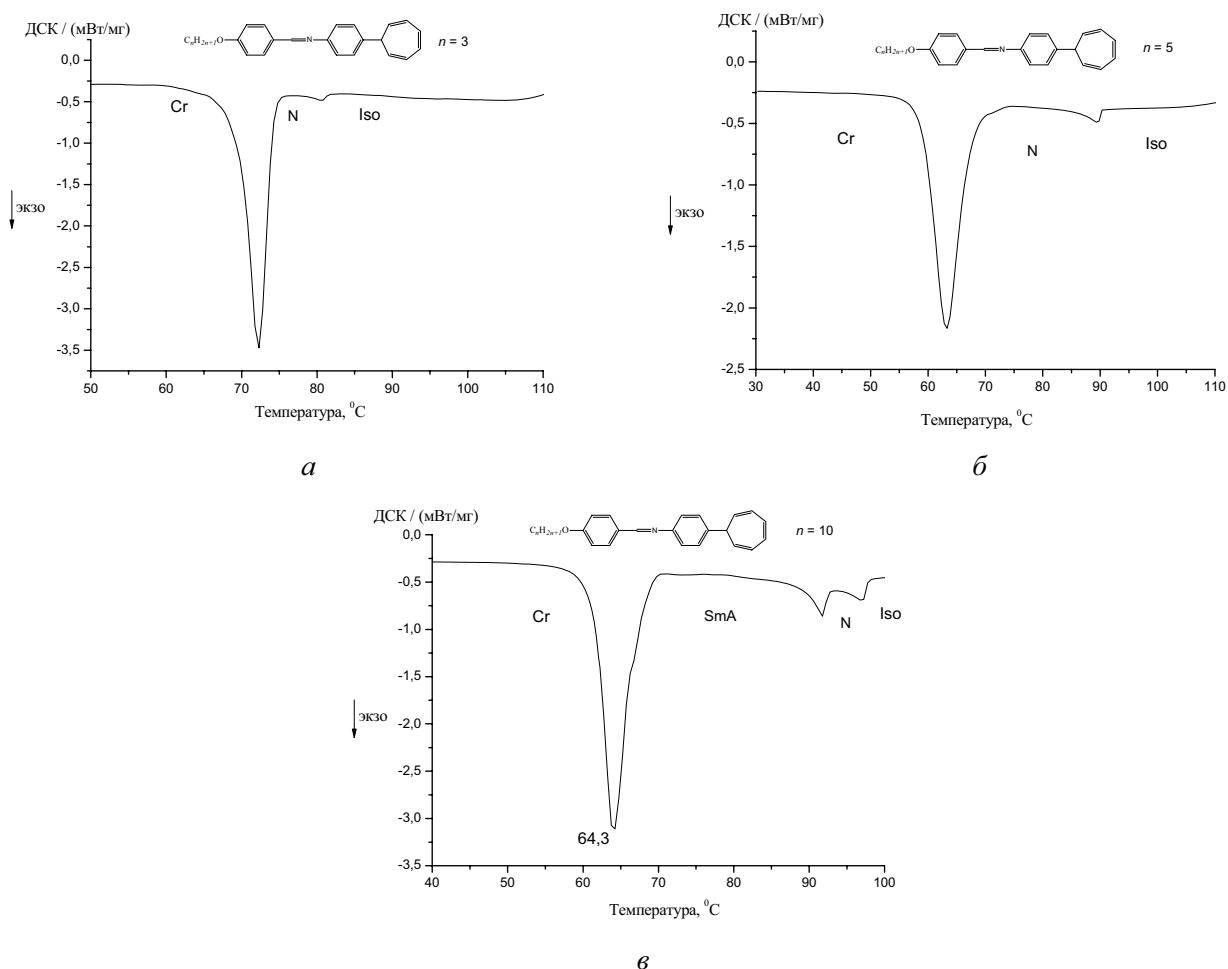 ДСК / (мВт/мг)
CnH2n+1O
N
n = 3
0,0
-0,5
-1,0
-1,5
-2,0
-2,5
-3,0
-3,5
Cr
N
Iso
экзо
50 60 70 80 90 100 110
Температура, ⁰C
а
ДСК / (мВт/мг)
CnH2n+1O
N
n = 5
0,0
-0,5
-1,0
-1,5
-2,0
-2,5
Cr
N
Iso
экзо
30 40 50 60 70 80 90 100 110
Температура, ⁰C
б
ДСК / (мВт/мг)
CnH2n+1O
N
n = 10
0,0
-0,5
-1,0
-1,5
-2,0
-2,5
-3,0
-3,5
Cr
SmA
N
Iso
экзо
64,3
40 50 60 70 80 90 100
Температура, ⁰C
в